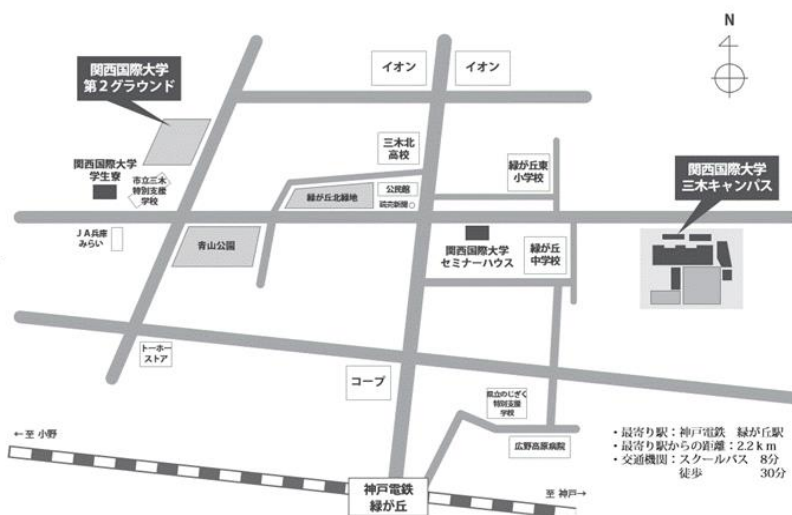 N
イオン
イオン
関西国際大学
第２グラウンド
三木北
高校
緑が丘東
小学校
関西国際大学
三木キャンパス
関西国際大学
学生寮
市立三木
特別支援
学校
公民館
緑が丘北緑地
読売新聞
ＪＡ兵庫
みらい
青山公園
関西国際大学
セミナーハウス
緑が丘
中学校
トーホー
ストア
コープ
県立のじぎく
特別支援
学校
←至 小野
広野高原病院
・最寄り駅：神戸電鉄　緑が丘駅
・最寄り駅からの距離：2.2ｋｍ
・交通機関：スクールバス　8分
徒歩　30分
神戸電鉄
緑が丘
至 神戸→